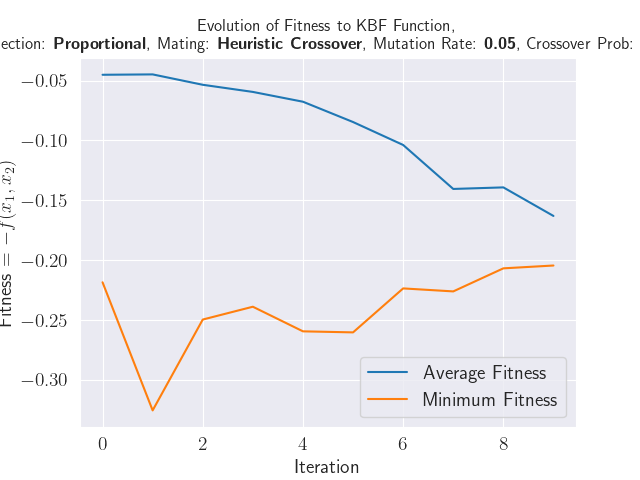 Evolution of Fitness to KBF Function,
ection: Proportional, Mating: Heuristic Crossover, Mutation Rate: 0.05, Crossover Prob:
−0.05
−0.10
−0.15
−0.20
−0.25
−0.30
Fitness = −f(x₁, x₂)
0
2
4
6
8
Iteration
Average Fitness
Minimum Fitness